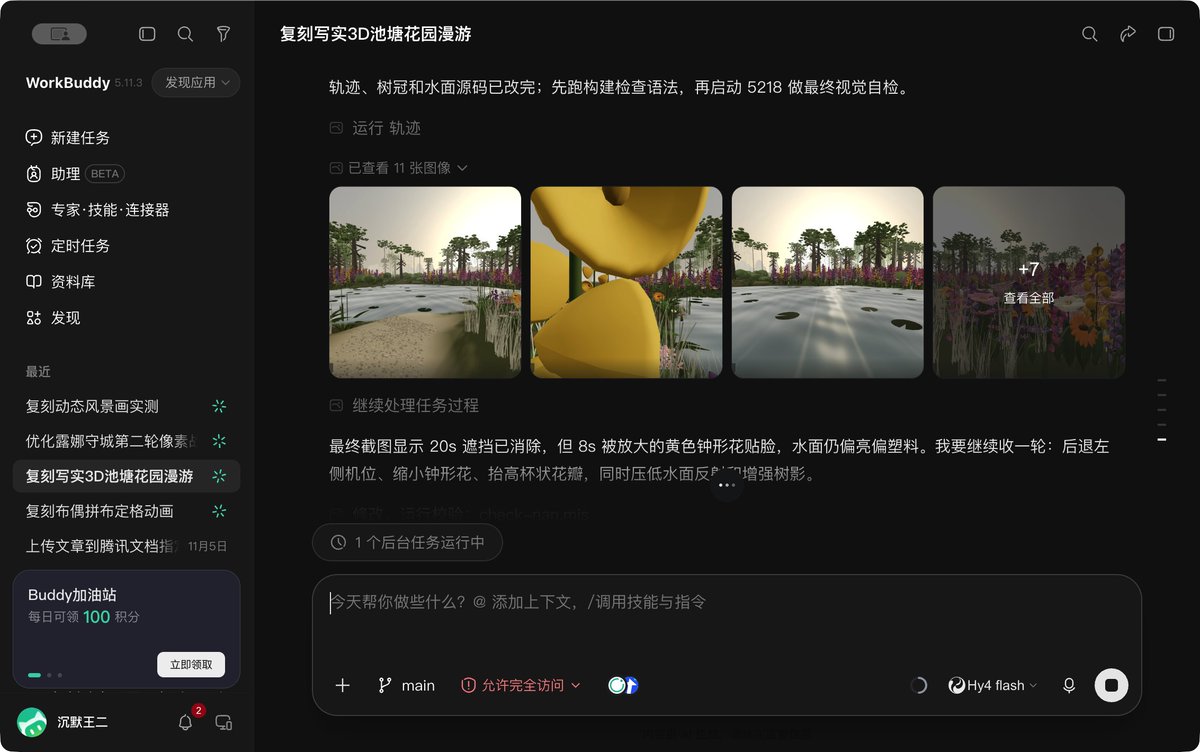 复刻写实3D池塘花园漫游
WorkBuddy 5.11.3 发现应用
新建任务
助理 BETA
专家·技能·连接器
定时任务
资料库
发现
最近
复刻动态风景画实测
优化露娜守城第二轮像素
复刻写实3D池塘花园漫游
复刻布偶拼布定格动画
上传文章到腾讯文档指 11月5日
Buddy加油站
每日可领 100 积分
立即领取
沉默王二
2
轨迹、树冠和水面源码已改完；先跑构建检查语法，再启动 5218 做最终视觉自检。
运行 轨迹
已查看 11 张图像
+7
查看全部
继续处理任务过程
最终截图显示 20s 遮挡已消除，但 8s 被放大的黄色钟形花贴脸，水面仍偏亮偏塑料。我要继续收一轮：后退左
侧机位、缩小钟形花、抬高杯状花瓣，同时压低水面反射和增强树影。
修改、运行校验：check-nan.mjs
1 个后台任务运行中
今天帮你做些什么？@ 添加上下文，/调用技能与指令
main 允许完全访问 Hy4 flash